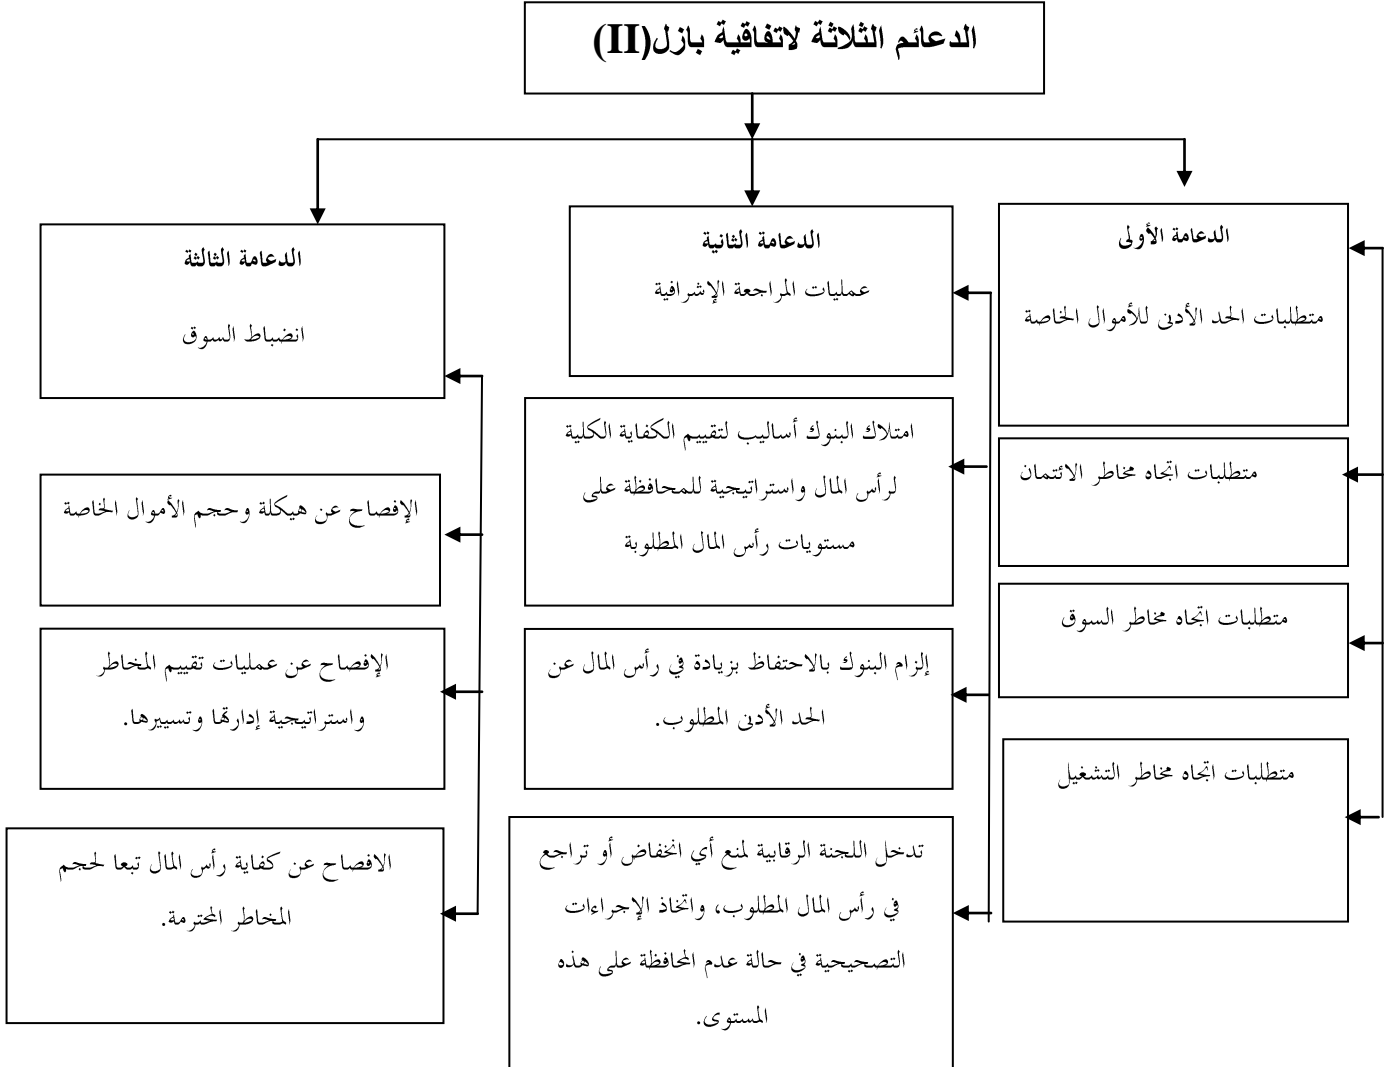 الدعائم الثلاثة لاتفاقية بازل(II)
الدعامة الأولى
متطلبات الحد الأدنى للأموال الخاصة
متطلبات اتجاه مخاطر الائتمان
متطلبات اتجاه مخاطر السوق
متطلبات اتجاه مخاطر التشغيل
الدعامة الثانية
عمليات المراجعة الإشرافية
امتلاك البنوك أساليب لتقييم الكفاية الكلية
لرأس المال واستراتيجية للمحافظة على
مستويات رأس المال المطلوبة
إلزام البنوك بالاحتفاظ بزيادة في رأس المال عن
الحد الأدنى المطلوب.
تدخل اللجنة الرقابية لمنع أي انخفاض أو تراجع
في رأس المال المطلوب، واتخاذ الإجراءات
التصحيحية في حالة عدم المحافظة على هذه
المستوى.
الدعامة الثالثة
انضباط السوق
الإفصاح عن هيكلة وحجم الأموال الخاصة
الإفصاح عن عمليات تقييم المخاطر
واستراتيجية إدارتها وتسييرها.
الافصاح عن كفاية رأس المال تبعا لحجم
المخاطر المحترمة.